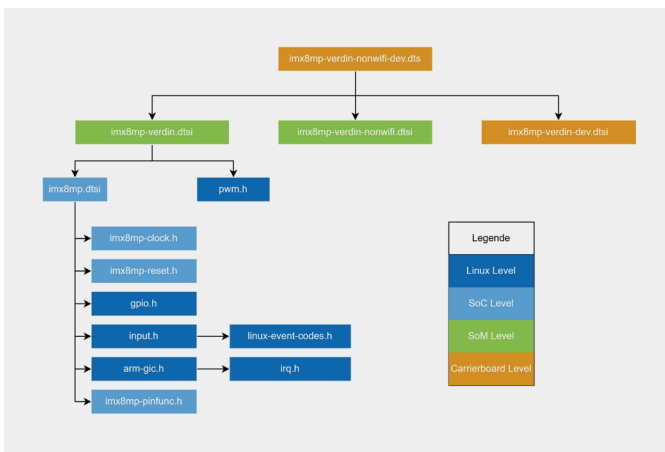 imx8mp-verdin-nonwifi-dev.dts
imx8mp-verdin.dtsi
imx8mp-verdin-nonwifi.dtsi
imx8mp-verdin-dev.dtsi
imx8mp.dtsi
pwm.h
imx8mp-clock.h
imx8mp-reset.h
gpio.h
input.h
linux-event-codes.h
arm-gic.h
irq.h
imx8mp-pinfunc.h
Legende
Linux Level
SoC Level
SoM Level
Carrierboard Level